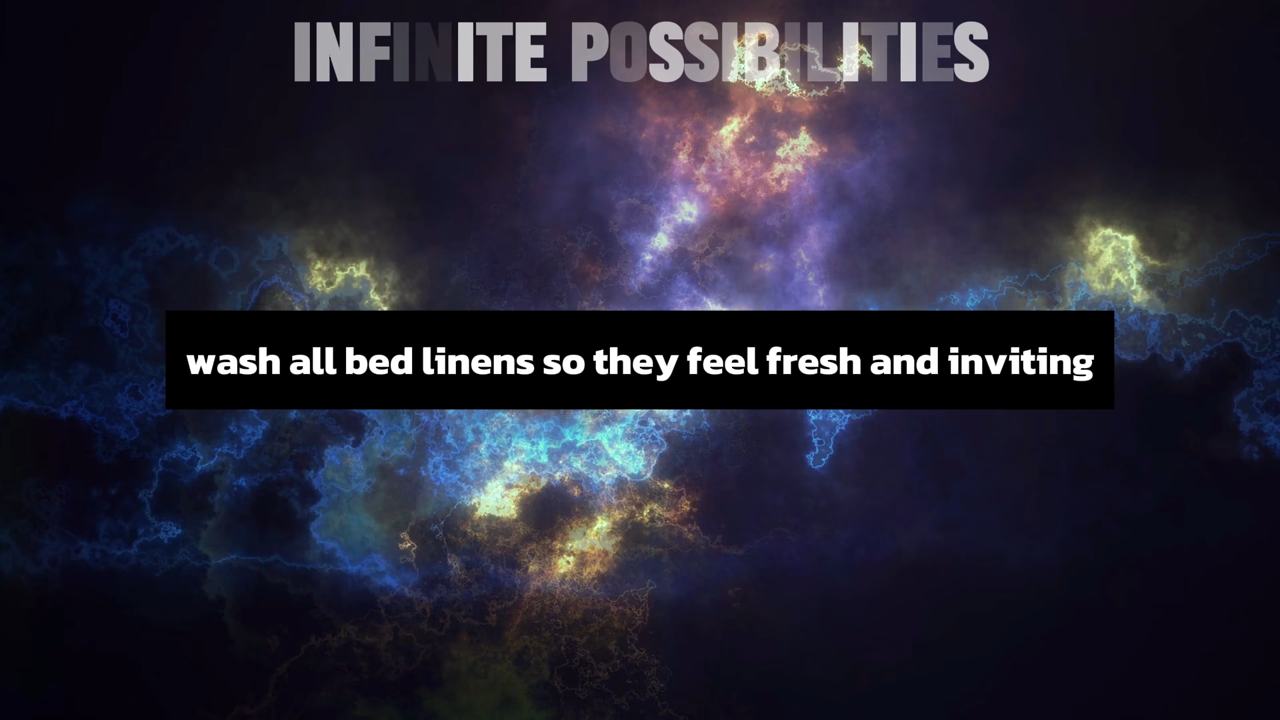 INFINITE POSSIBILITIES
wash all bed linens so they feel fresh and inviting